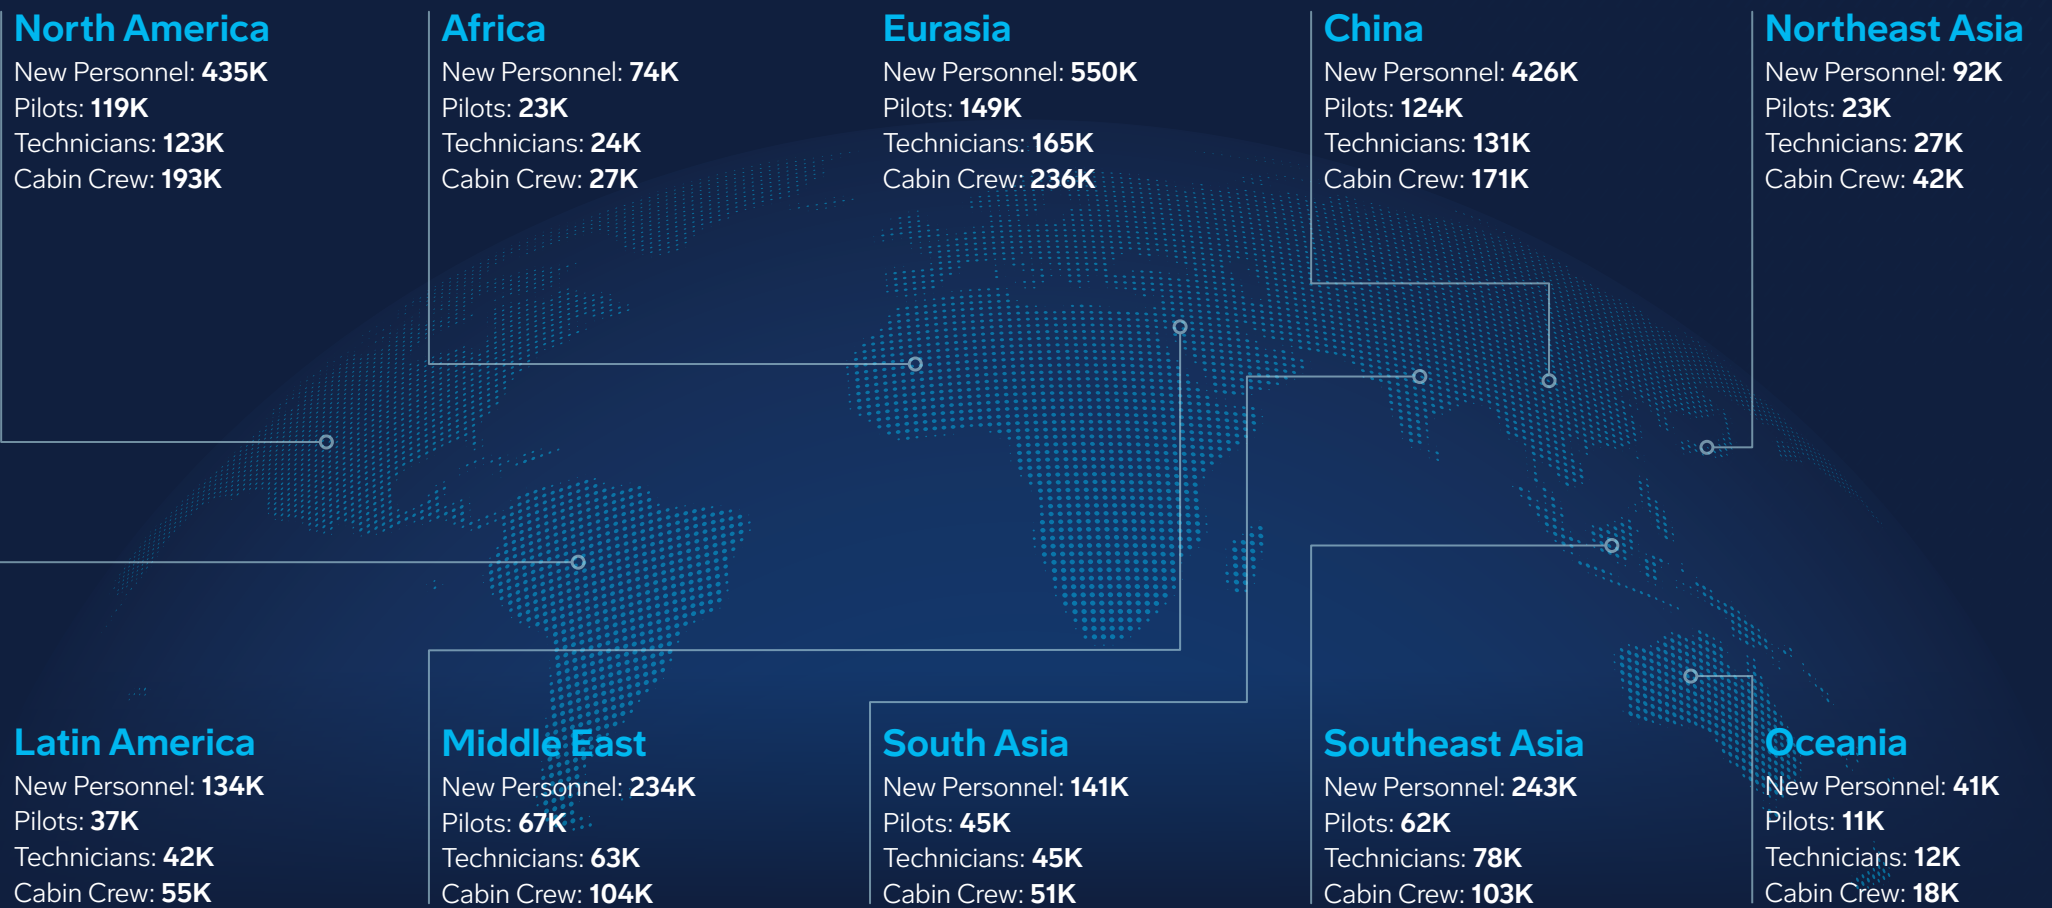 North America
New Personnel: 435K
Pilots: 119K
Technicians: 123K
Cabin Crew: 193K
Africa
New Personnel: 74K
Pilots: 23K
Technicians: 24K
Cabin Crew: 27K
Eurasia
New Personnel: 550K
Pilots: 149K
Technicians: 165K
Cabin Crew: 236K
China
New Personnel: 426K
Pilots: 124K
Technicians: 131K
Cabin Crew: 171K
Northeast Asia
New Personnel: 92K
Pilots: 23K
Technicians: 27K
Cabin Crew: 42K
Latin America
New Personnel: 134K
Pilots: 37K
Technicians: 42K
Cabin Crew: 55K
Middle East
New Personnel: 234K
Pilots: 67K
Technicians: 63K
Cabin Crew: 104K
South Asia
New Personnel: 141K
Pilots: 45K
Technicians: 45K
Cabin Crew: 51K
Southeast Asia
New Personnel: 243K
Pilots: 62K
Technicians: 78K
Cabin Crew: 103K
Oceania
New Personnel: 41K
Pilots: 11K
Technicians: 12K
Cabin Crew: 18K